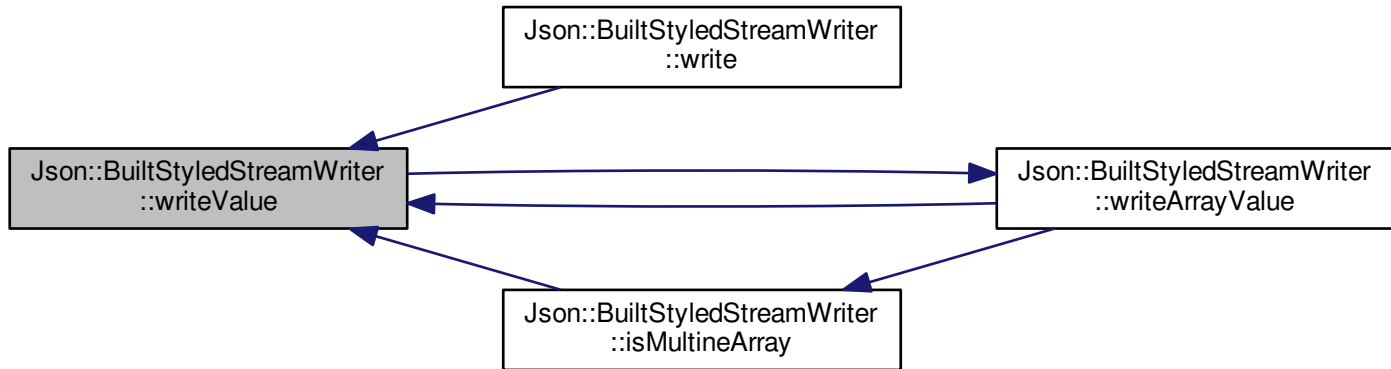 Json::BuiltStyledStreamWriter
::write
Json::BuiltStyledStreamWriter
::writeValue
Json::BuiltStyledStreamWriter
::writeArrayValue
Json::BuiltStyledStreamWriter
::isMultineArray